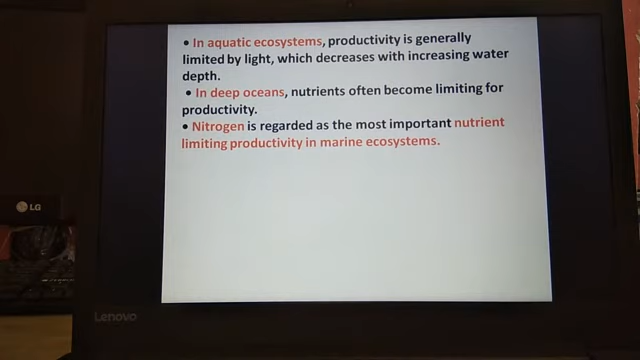 • In aquatic ecosystems, productivity is generally
limited by light, which decreases with increasing water
depth.
• In deep oceans, nutrients often become limiting for
productivity.
• Nitrogen is regarded as the most important nutrient
limiting productivity in marine ecosystems.
LG
Lenovo